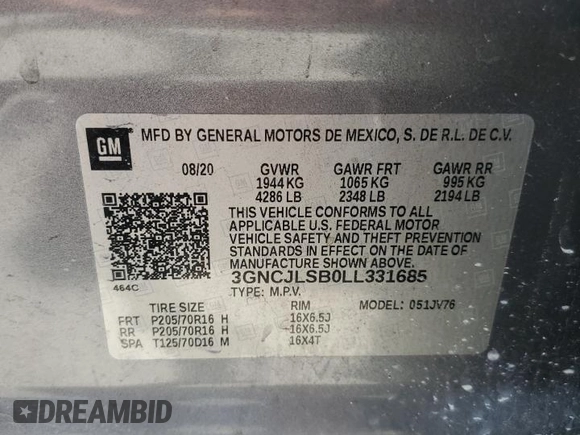 GM
MFD BY GENERAL MOTORS DE MEXICO, S. DE R.L. DE C.V.
08/20 GVWR GAWR FRT GAWR RR
1944 KG 1065 KG 995 KG
4286 LB 2348 LB 2194 LB
THIS VEHICLE CONFORMS TO ALL
APPLICABLE U.S. FEDERAL MOTOR
VEHICLE SAFETY AND THEFT PREVENTION
STANDARDS IN EFFECT ON THE DATE OF
MANUFACTURE SHOWN ABOVE.
464C
3GNCJLSB0LL331685
TYPE: M.P.V.
TIRE SIZE RIM MODEL: 051JV76
FRT P205/70R16 H 16X6.5J
RR P205/70R16 H 16X6.5J
SPA T125/70D16 M 16X4T
DREAMBID